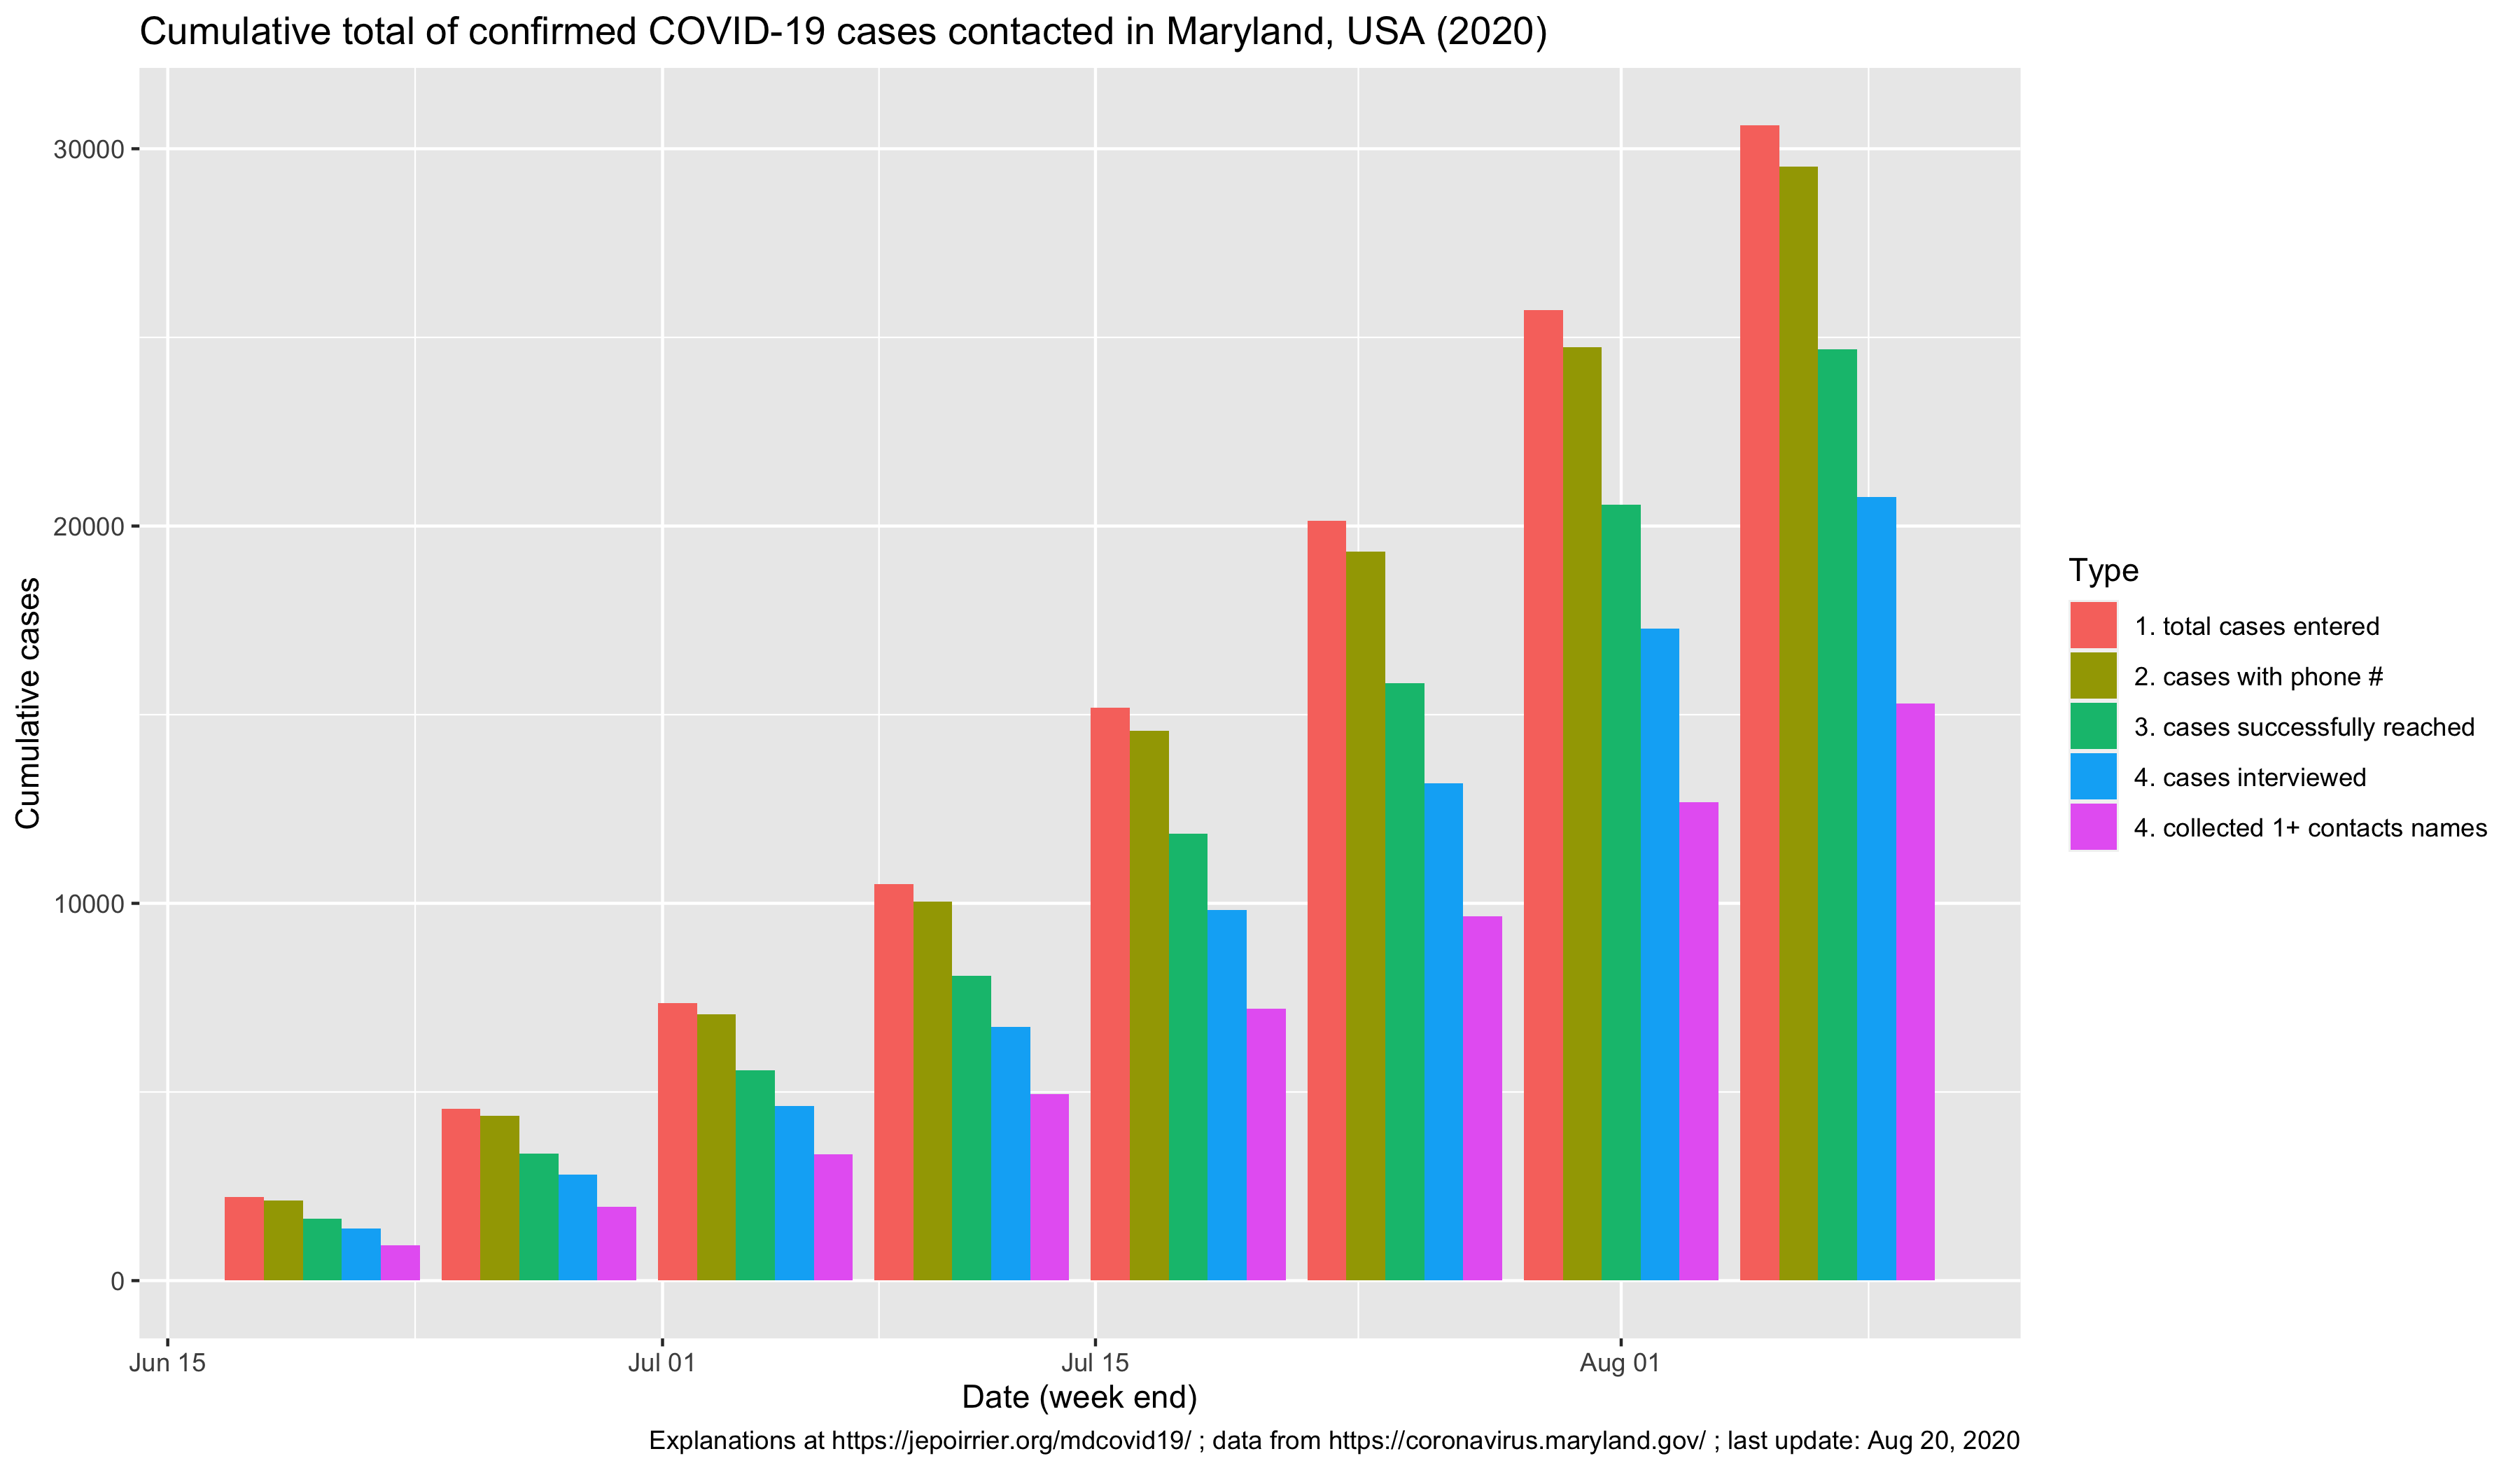 Cumulative total of confirmed COVID-19 cases contacted in Maryland, USA (2020)
Cumulative cases
30000
20000
10000
0
Jun 15
Jul 01
Jul 15
Aug 01
Date (week end)
Type
1. total cases entered
2. cases with phone #
3. cases successfully reached
4. cases interviewed
4. collected 1+ contacts names
Explanations at https://jepoirrier.org/mdcovid19/ ; data from https://coronavirus.maryland.gov/ ; last update: Aug 20, 2020